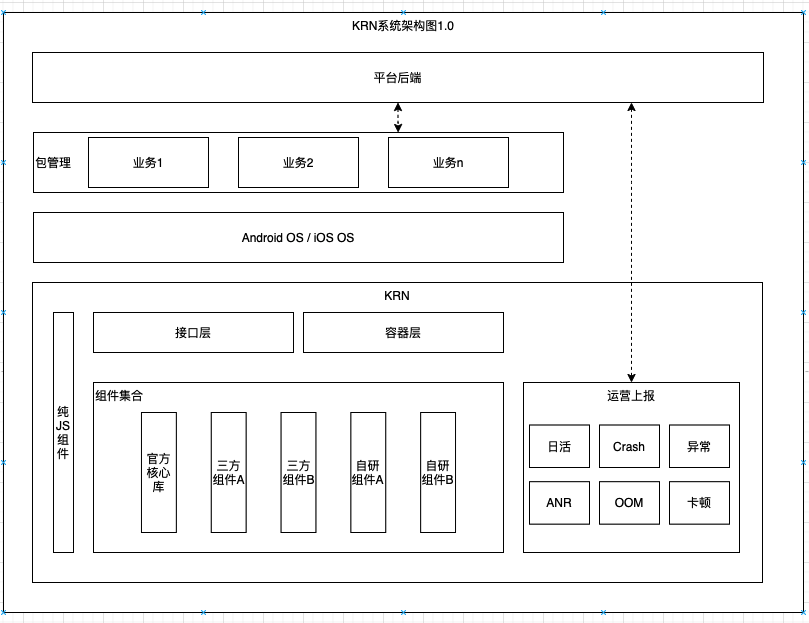 KRN系统架构图1.0
平台后端
包管理
业务1
业务2
业务n
Android OS / iOS OS
KRN
接口层
容器层
纯
JS
组
件
组件集合
官方
核心
库
三方
组件A
三方
组件B
自研
组件A
自研
组件B
运营上报
日活
Crash
异常
ANR
OOM
卡顿